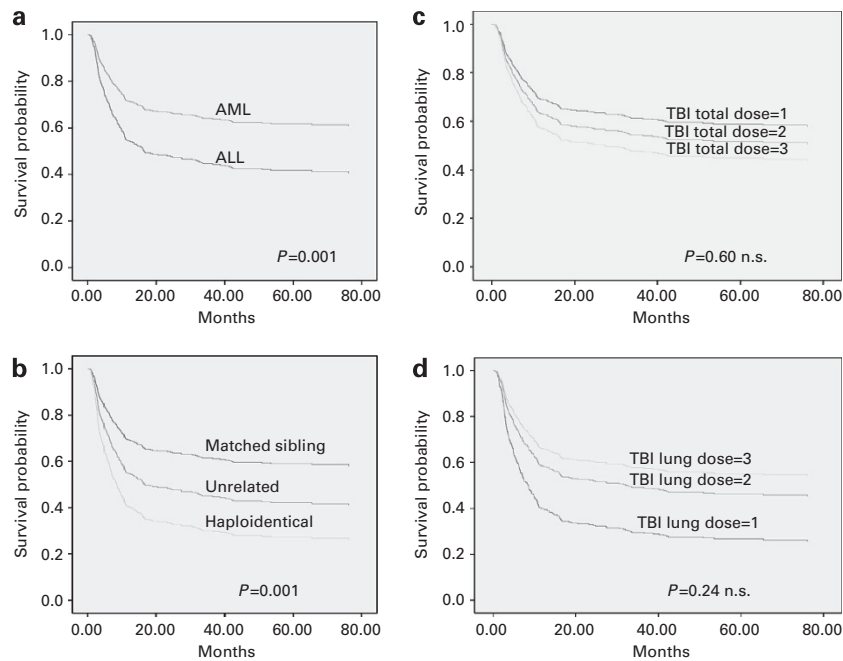 a
1.0
0.8
0.6
0.4
0.2
0.0
Survival probability
AML
ALL
P=0.001
0.00 20.00 40.00 60.00 80.00
Months
c
1.0
0.8
0.6
0.4
0.2
0.0
Survival probability
TBI total dose=1
TBI total dose=2
TBI total dose=3
P=0.60 n.s.
0.00 20.00 40.00 60.00 80.00
Months
b
1.0
0.8
0.6
0.4
0.2
0.0
Survival probability
Matched sibling
Unrelated
Haploidentical
P=0.001
0.00 20.00 40.00 60.00 80.00
Months
d
1.0
0.8
0.6
0.4
0.2
0.0
Survival probability
TBI lung dose=3
TBI lung dose=2
TBI lung dose=1
P=0.24 n.s.
0.00 20.00 40.00 60.00 80.00
Months